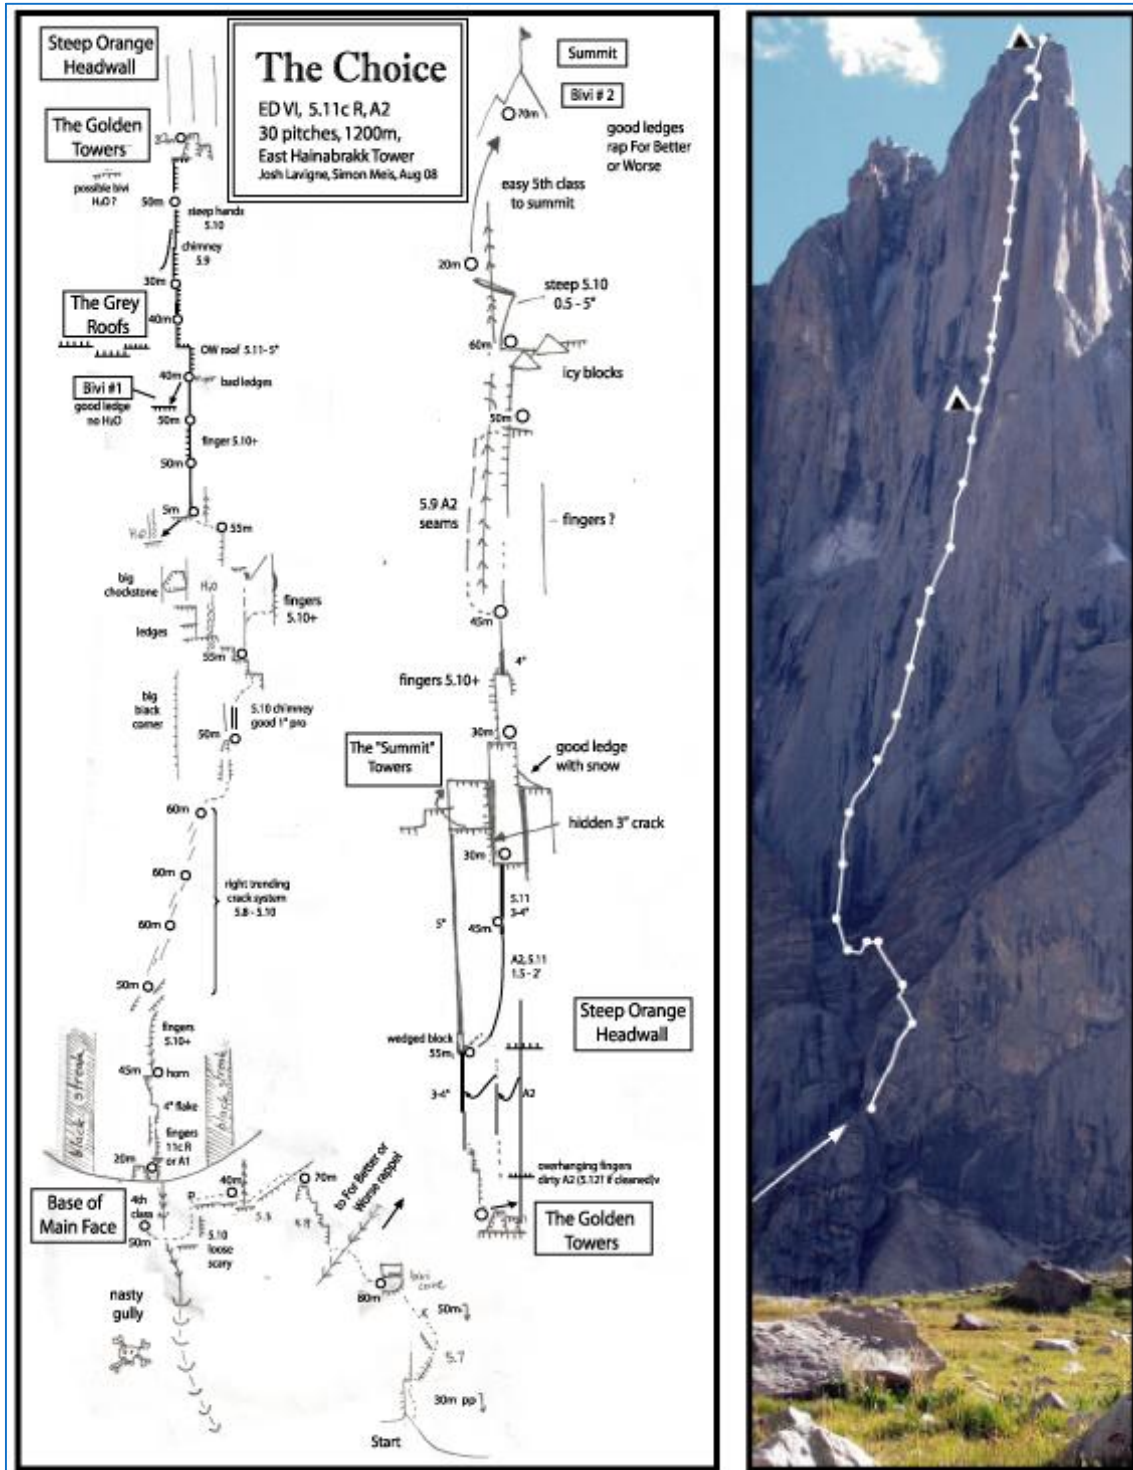 The Choice
ED VI, 5.11c R, A2
30 pitches, 1200m,
East Hainabrakk Tower
Josh Lavigne, Simon Meis, Aug 08
Steep Orange
Headwall
The Golden
Towers
possible bivi
H₂O ?
50m
steep hands
5.10
chimney
5.9
30m
The Grey
Roofs
40m
OW roof 5.11- 5"
40m
bad ledges
Bivi #1
good ledge
no H₂O
50m
finger 5.10+
50m
5m
H₂O
55m
big
chockstone
H₂O
fingers
5.10+
ledges
55m
big
black
corner
5.10 chimney
good 1" pro
50m
60m
60m
right trending
crack system
5.8 - 5.10
60m
50m
fingers
5.10+
45m
horn
4" flake
black streak
black streak
fingers
11c R
or A1
20m
Base of
Main Face
4th
class
50m
40m
70m
5.10
loose
scary
to For Better or
Worse rappel
nasty
gully
80m
bivi
cave
50m
5.7
30m pp
Start
Summit
Bivi # 2
70m
good ledges
rap For Better
or Worse
easy 5th class
to summit
20m
steep 5.10
0.5 - 5"
60m
icy blocks
50m
5.9 A2
seams
fingers ?
45m
4"
fingers 5.10+
30m
The "Summit"
Towers
good ledge
with snow
hidden 3" crack
30m
5.11
3-4"
5"
45m
A2, 5.11
1.5 - 2'
Steep Orange
Headwall
wedged block
55m
3-4"
A2
overhanging fingers
dirty A2 (5.12? if cleaned)v
The Golden
Towers